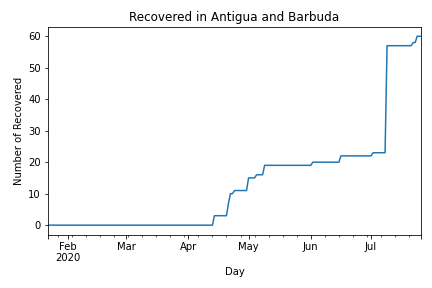 Recovered in Antigua and Barbuda
Number of Recovered
60
50
40
30
20
10
0
Feb Mar Apr May Jun Jul
2020
Day